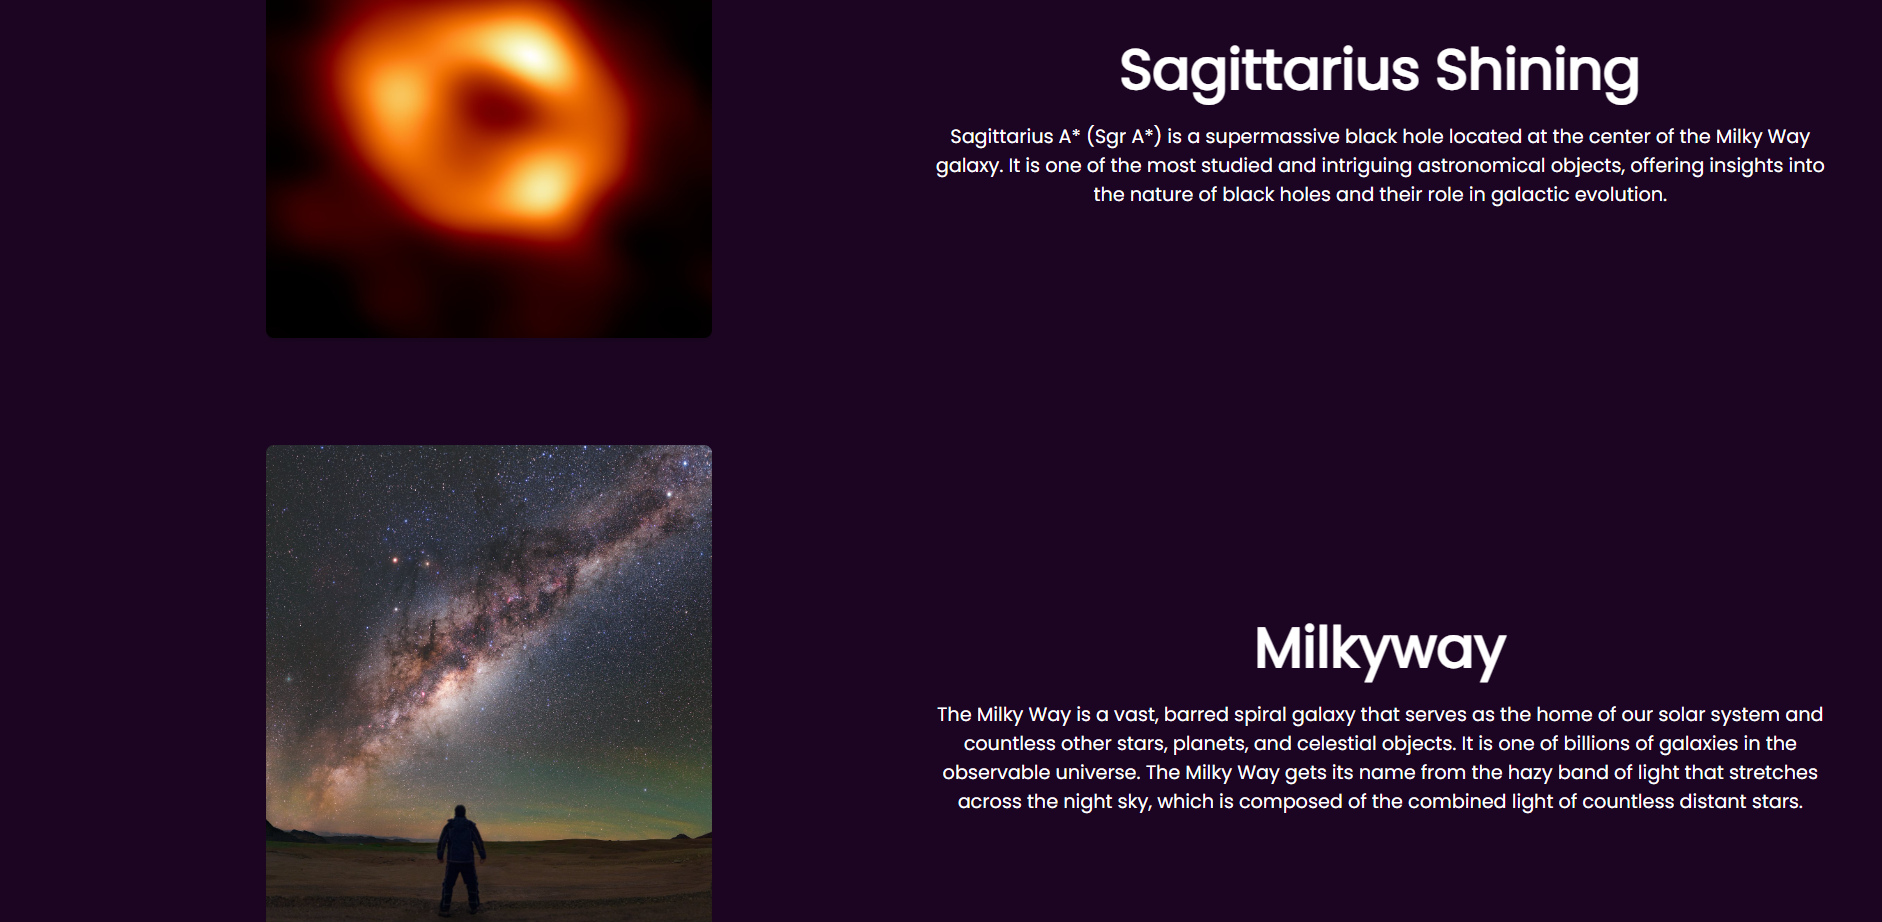 Sagittarius Shining
Sagittarius A* (Sgr A*) is a supermassive black hole located at the center of the Milky Way
galaxy. It is one of the most studied and intriguing astronomical objects, offering insights into
the nature of black holes and their role in galactic evolution.
Milkyway
The Milky Way is a vast, barred spiral galaxy that serves as the home of our solar system and
countless other stars, planets, and celestial objects. It is one of billions of galaxies in the
observable universe. The Milky Way gets its name from the hazy band of light that stretches
across the night sky, which is composed of the combined light of countless distant stars.